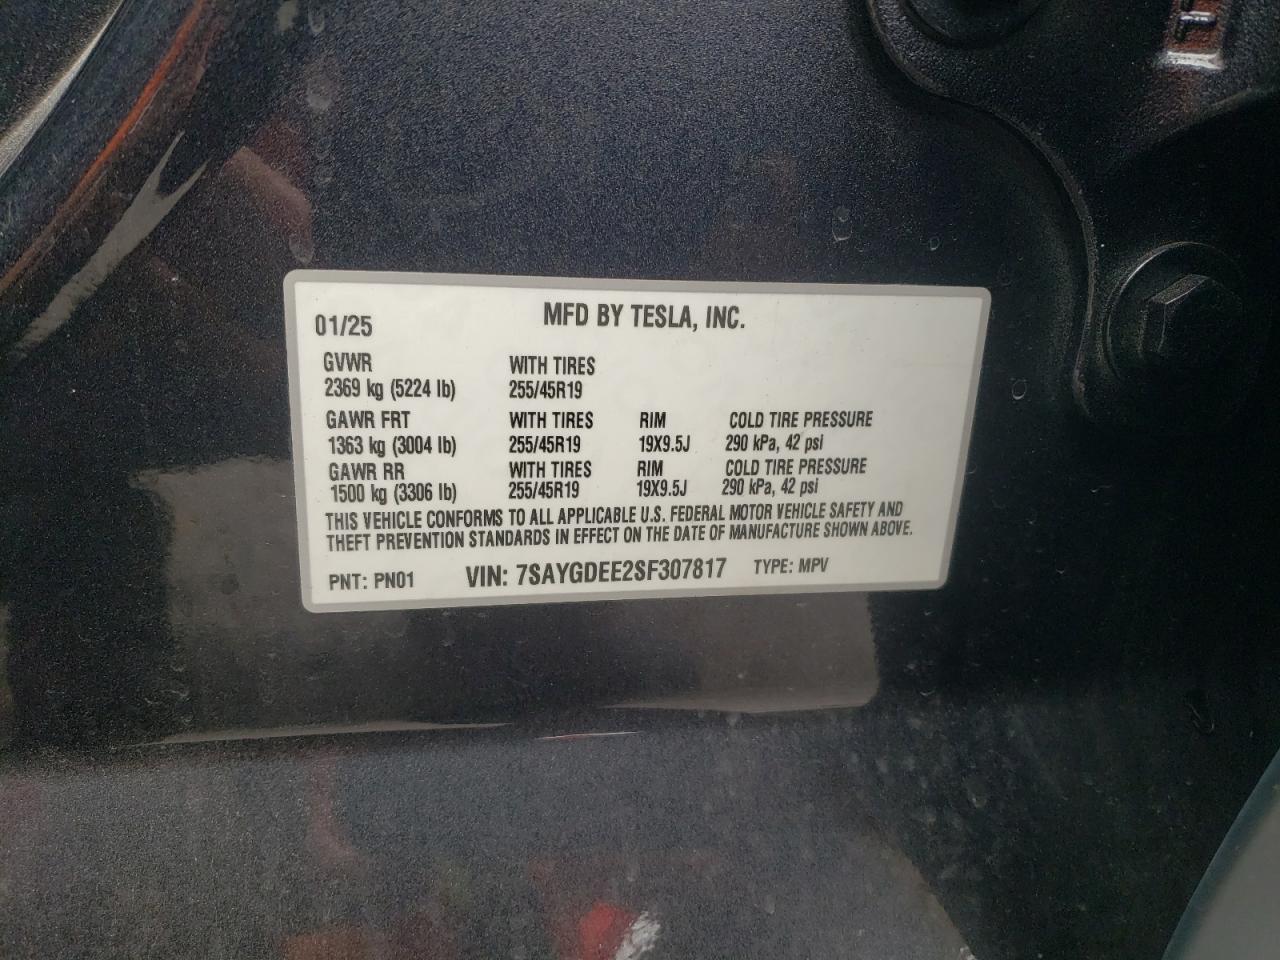 01/25 MFD BY TESLA, INC.
GVWR WITH TIRES
2369 kg (5224 lb) 255/45R19
GAWR FRT WITH TIRES RIM COLD TIRE PRESSURE
1363 kg (3004 lb) 255/45R19 19X9.5J 290 kPa, 42 psi
GAWR RR WITH TIRES RIM COLD TIRE PRESSURE
1500 kg (3306 lb) 255/45R19 19X9.5J 290 kPa, 42 psi
THIS VEHICLE CONFORMS TO ALL APPLICABLE U.S. FEDERAL MOTOR VEHICLE SAFETY AND
THEFT PREVENTION STANDARDS IN EFFECT ON THE DATE OF MANUFACTURE SHOWN ABOVE.
PNT: PN01 VIN: 7SAYGDEE2SF307817 TYPE: MPV